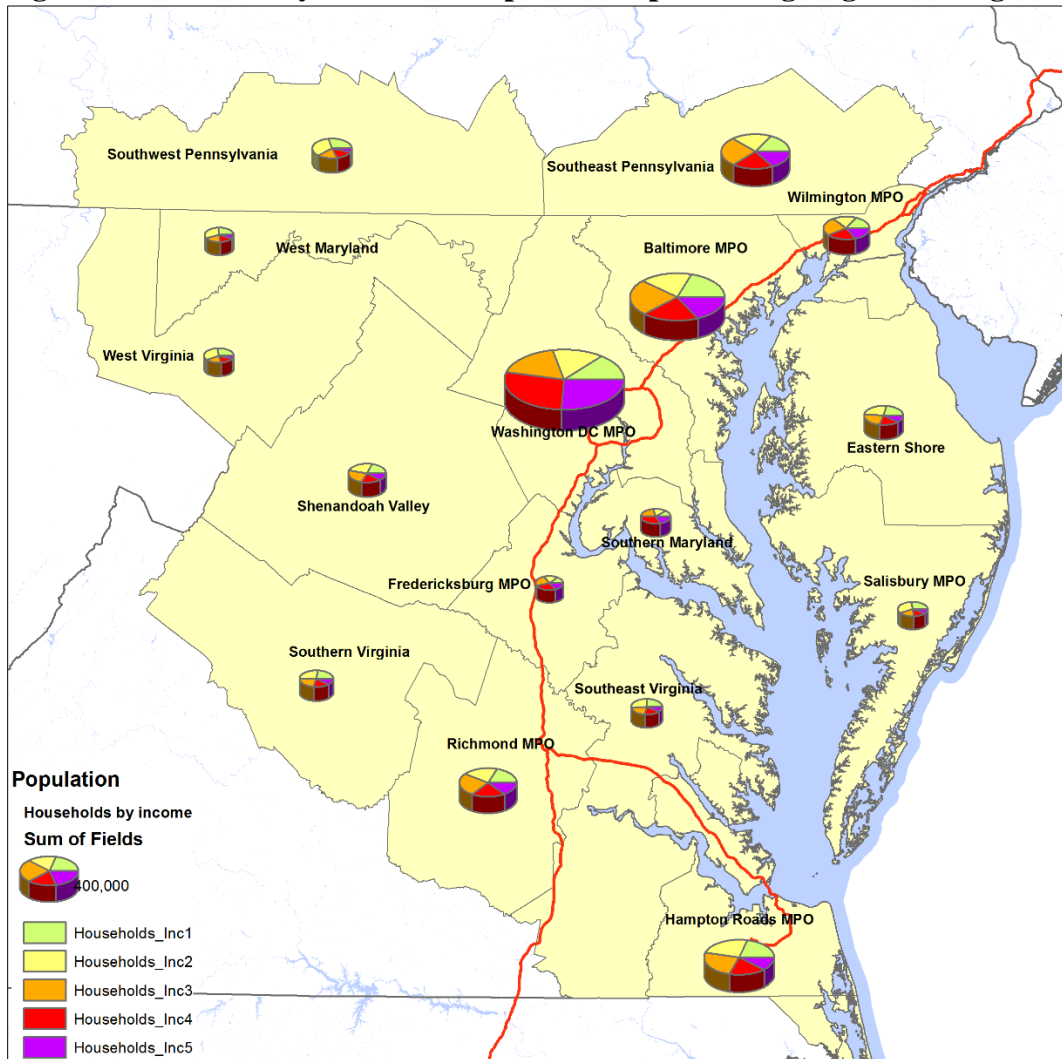 Southwest Pennsylvania
Southeast Pennsylvania
Wilmington MPO
West Maryland
Baltimore MPO
West Virginia
Washington DC MPO
Eastern Shore
Shenandoah Valley
Southern Maryland
Fredericksburg MPO
Salisbury MPO
Southern Virginia
Southeast Virginia
Richmond MPO
Population
Households by income
Sum of Fields
400,000
Hampton Roads MPO
Households_Inc1
Households_Inc2
Households_Inc3
Households_Inc4
Households_Inc5